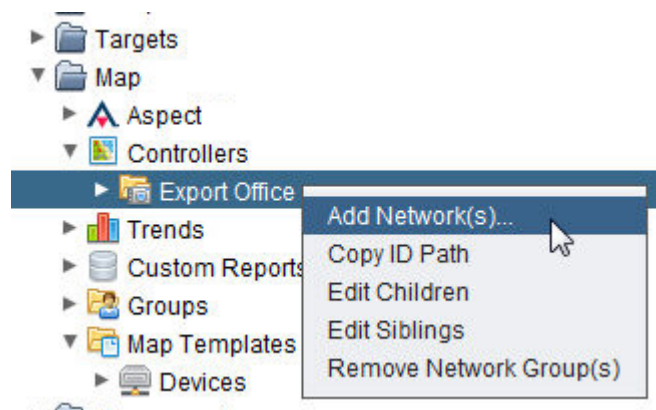 Targets
Map
Aspect
Controllers
Export Office
Add Network(s)...
Trends
Copy ID Path
Custom Reports
Edit Children
Groups
Edit Siblings
Map Templates
Remove Network Group(s)
Devices